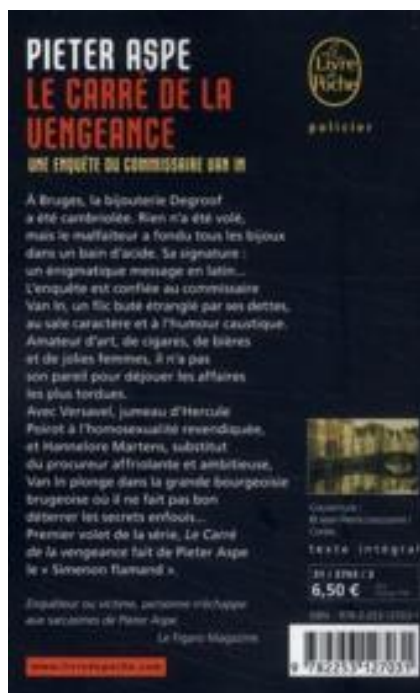 PIETER ASPE
LE CARRÉ DE LA
VENGEANCE
UNE ENQUÊTE DU COMMISSAIRE VAN IN
Le
Livre
de
Poche
policier
À Bruges, la bijouterie Degroof
a été cambriolée. Rien n'a été volé,
mais le malfaiteur a fondu tous les bijoux
dans un bain d'acide. Sa signature :
un énigmatique message en latin...
L'enquête est confiée au commissaire
Van In, un flic buté étranglé par ses dettes,
au sale caractère et à l'humour caustique.
Amateur d'art, de cigares, de bières
et de jolies femmes, il n'a pas
son pareil pour déjouer les affaires
les plus tordues.
Avec Versavel, jumeau d'Hercule
Poirot à l'homosexualité revendiquée,
et Hannelore Martens, substitut
du procureur affriolante et ambitieuse,
Van In plonge dans la grande bourgeoisie
brugeoise où il ne fait pas bon
déterrer les secrets enfouis...
Premier volet de la série, Le Carré
de la vengeance fait de Pieter Aspe
le « Simenon flamand ».
Enquêteur ou victime, personne n'échappe
aux sarcasmes de Pieter Aspe.
Le Figaro Magazine
www.livredepoche.com
Couverture :
texte intégral
6,50 €
9 782253 127031